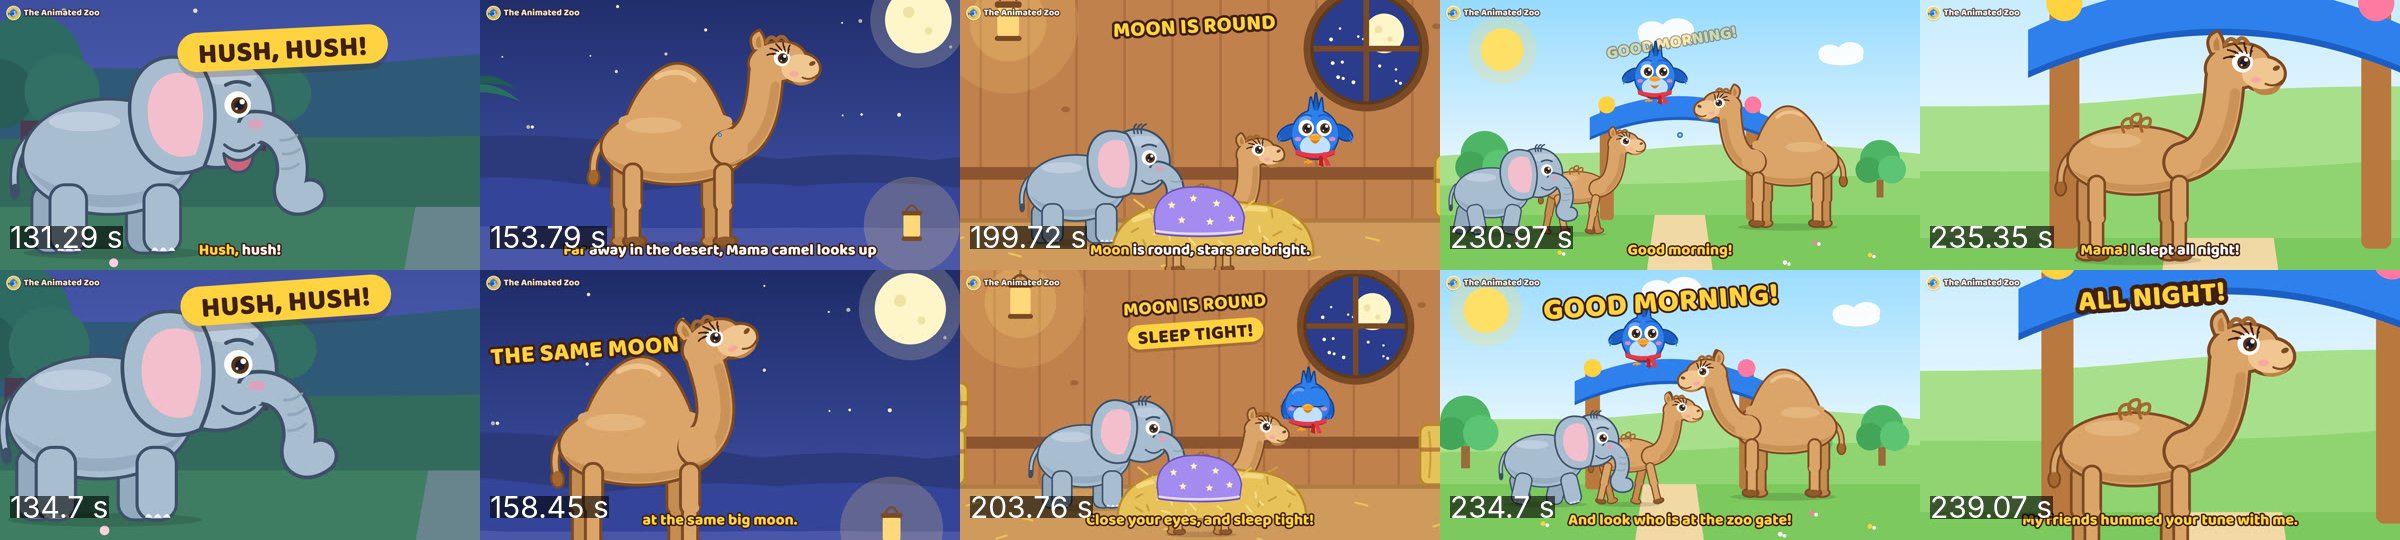 The Animated Zoo
HUSH, HUSH!
131.29 s
Hush, hush!
The Animated Zoo
153.79 s
Far away in the desert, Mama camel looks up
The Animated Zoo
MOON IS ROUND
199.72 s
Moon is round, stars are bright.
The Animated Zoo
GOOD MORNING!
230.97 s
Good morning!
The Animated Zoo
235.35 s
Mama! I slept all night!
The Animated Zoo
HUSH, HUSH!
134.7 s
The Animated Zoo
THE SAME MOON
158.45 s
at the same big moon.
The Animated Zoo
MOON IS ROUND
SLEEP TIGHT!
203.76 s
Close your eyes, and sleep tight!
The Animated Zoo
GOOD MORNING!
234.7 s
And look who is at the zoo gate!
The Animated Zoo
ALL NIGHT!
239.07 s
My friends hummed your tune with me.